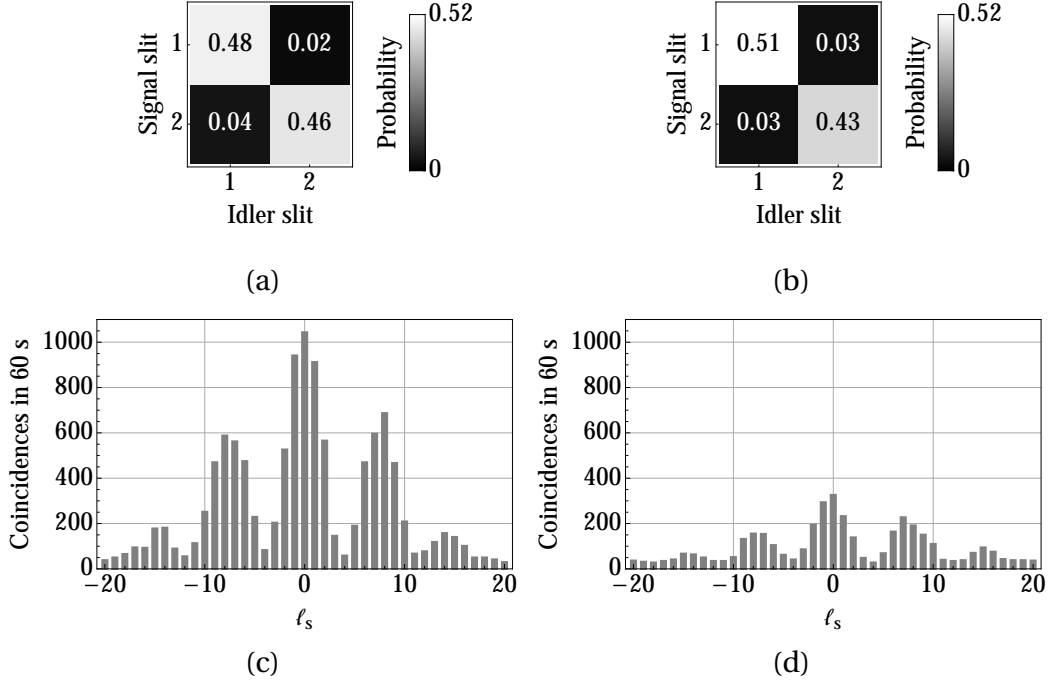 Signal slit
1
2
0.48 0.02
0.04 0.46
1 2
Idler slit
Probability
0.52
0
(a)
Signal slit
1
2
0.51 0.03
0.03 0.43
1 2
Idler slit
Probability
0.52
0
(b)
Coincidences in 60 s
1000
800
600
400
200
0
−20 −10 0 10 20
ℓs
(c)
Coincidences in 60 s
1000
800
600
400
200
0
−20 −10 0 10 20
ℓs
(d)